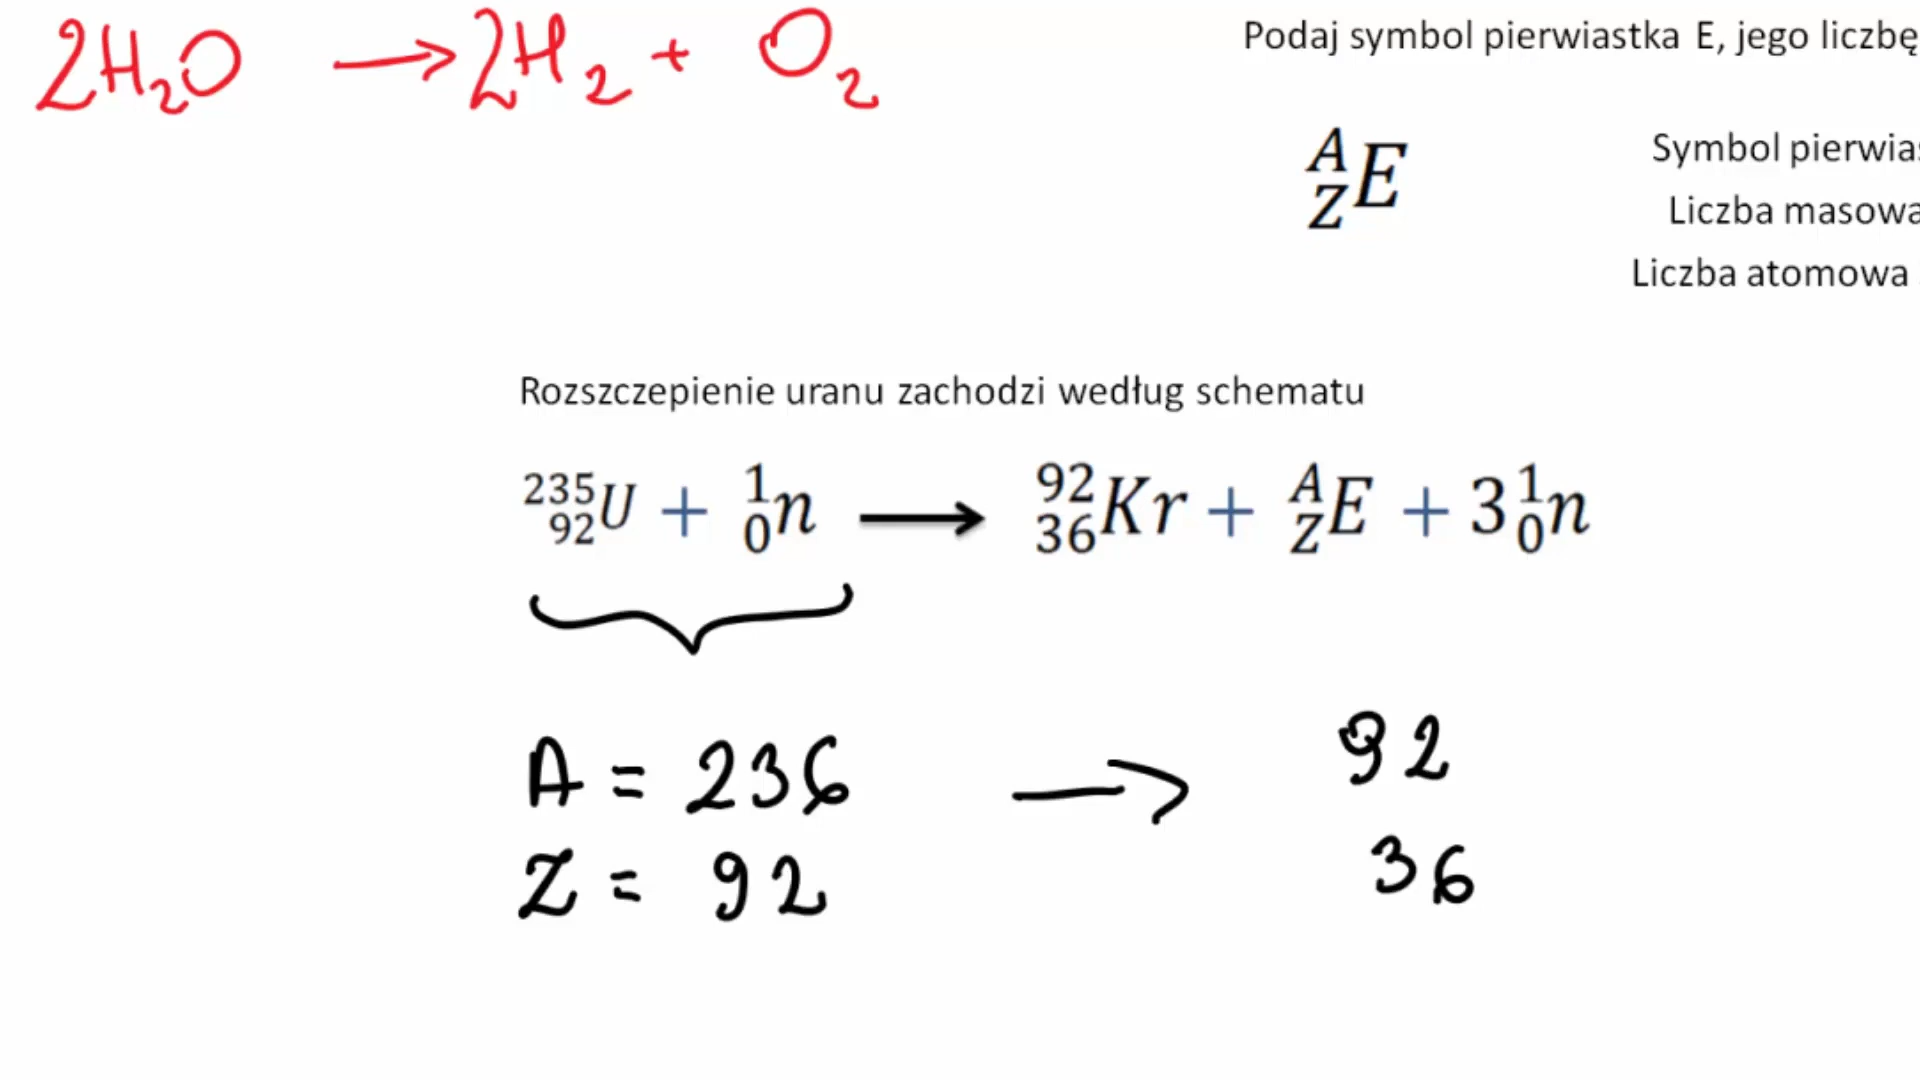 2H₂O → 2H₂ + O₂
Podaj symbol pierwiastka E, jego liczbę
ᴬ_Z E
Symbol
Liczba masowa
Liczba atomowa
Rozszczepienie uranu zachodzi według schematu
²³⁵₉₂U + ¹₀n → ⁹²₃₆Kr + ᴬ_Z E + 3 ¹₀n
A = 236 → 92
Z = 92 36